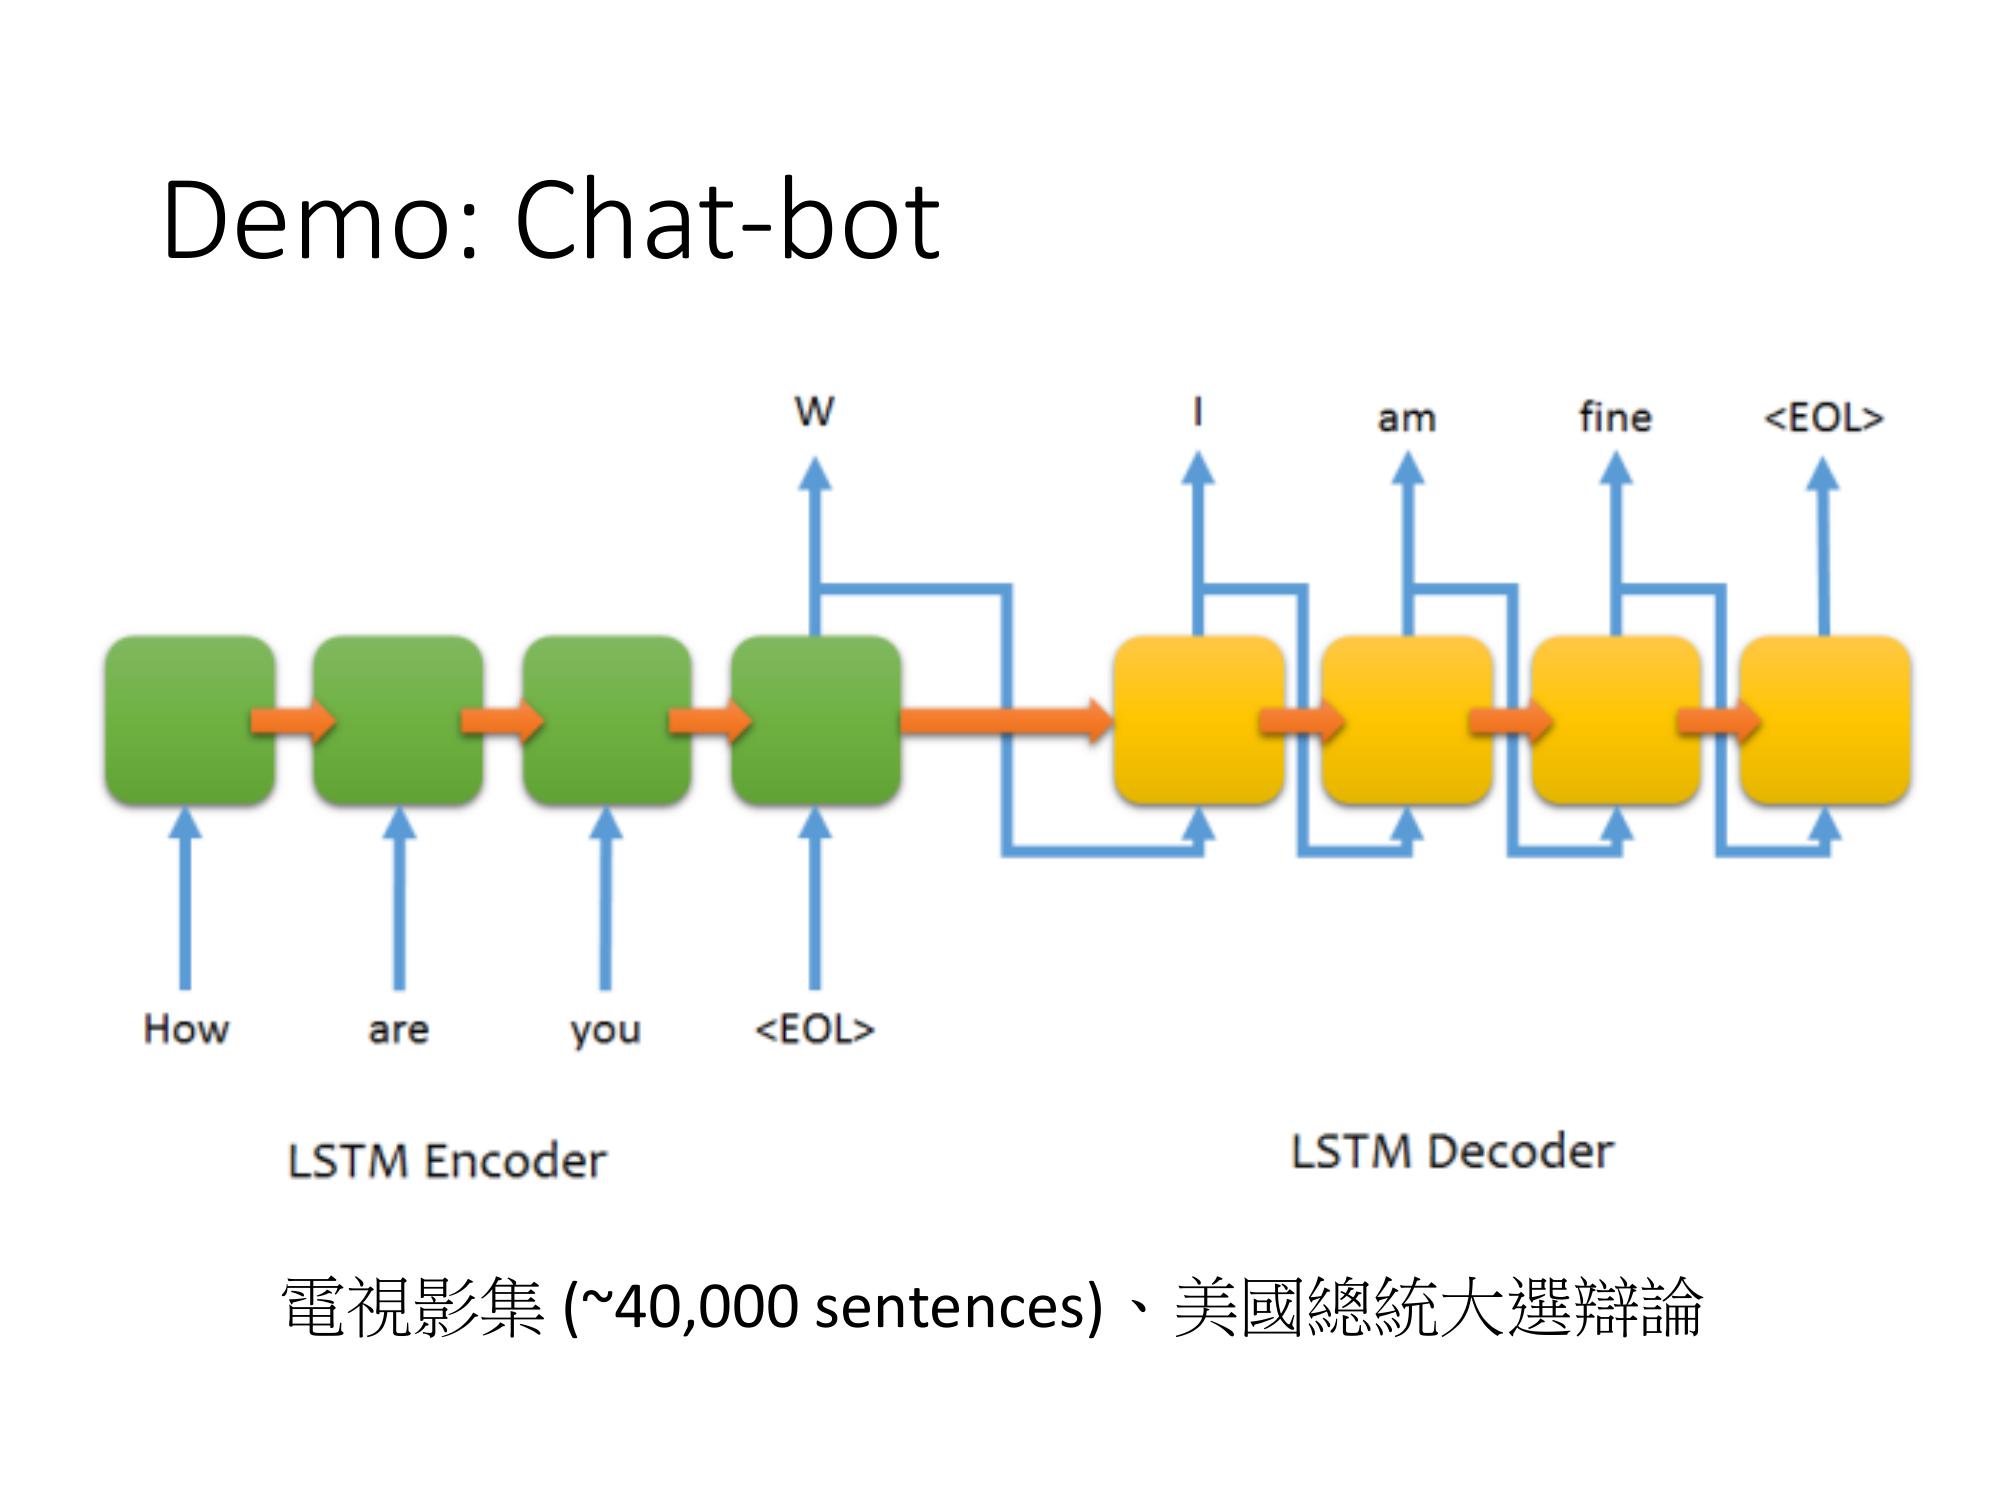 Demo: Chat-bot
W I am fine <EOL>
How are you <EOL>
LSTM Encoder LSTM Decoder
電視影集 (~40,000 sentences)、美國總統大選辯論